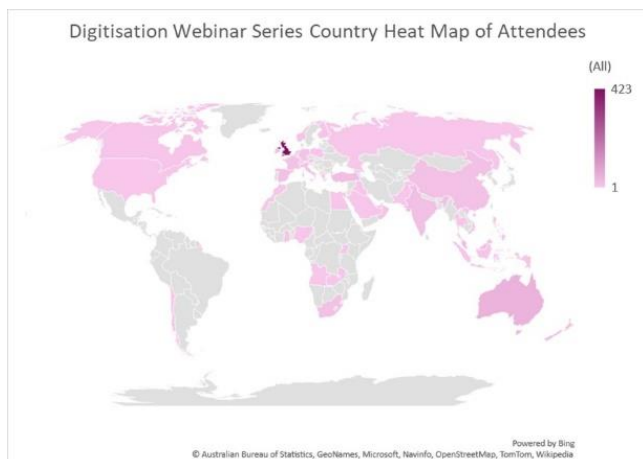 Digitisation Webinar Series Country Heat Map of Attendees
(All)
423
1
Powered by Bing
© Australian Bureau of Statistics, GeoNames, Microsoft, Navinfo, OpenStreetMap, TomTom, Wikipedia